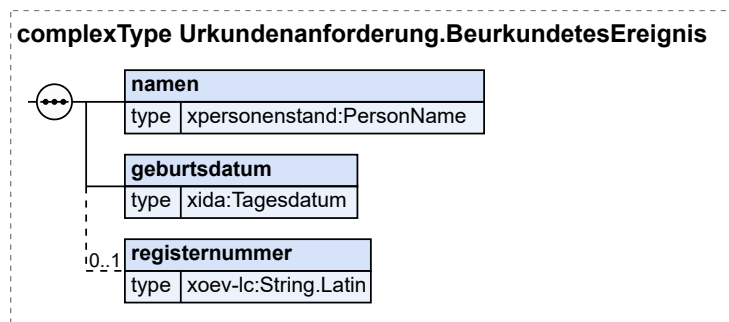 complexType Urkundenanforderung.BeurkundetesEreignis
namen
type xpersonenstand:PersonName
geburtsdatum
type xida:Tagesdatum
0..1
registernummer
type xoev-lc:String.Latin